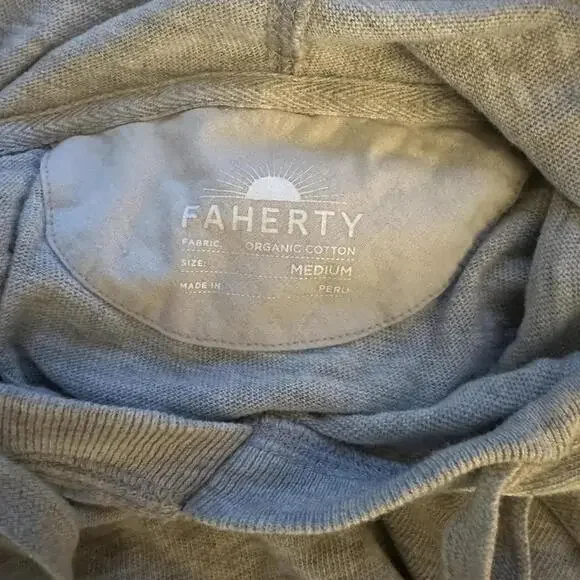 FAHERTY
FABRIC: ORGANIC COTTON
SIZE: MEDIUM
MADE IN PERU